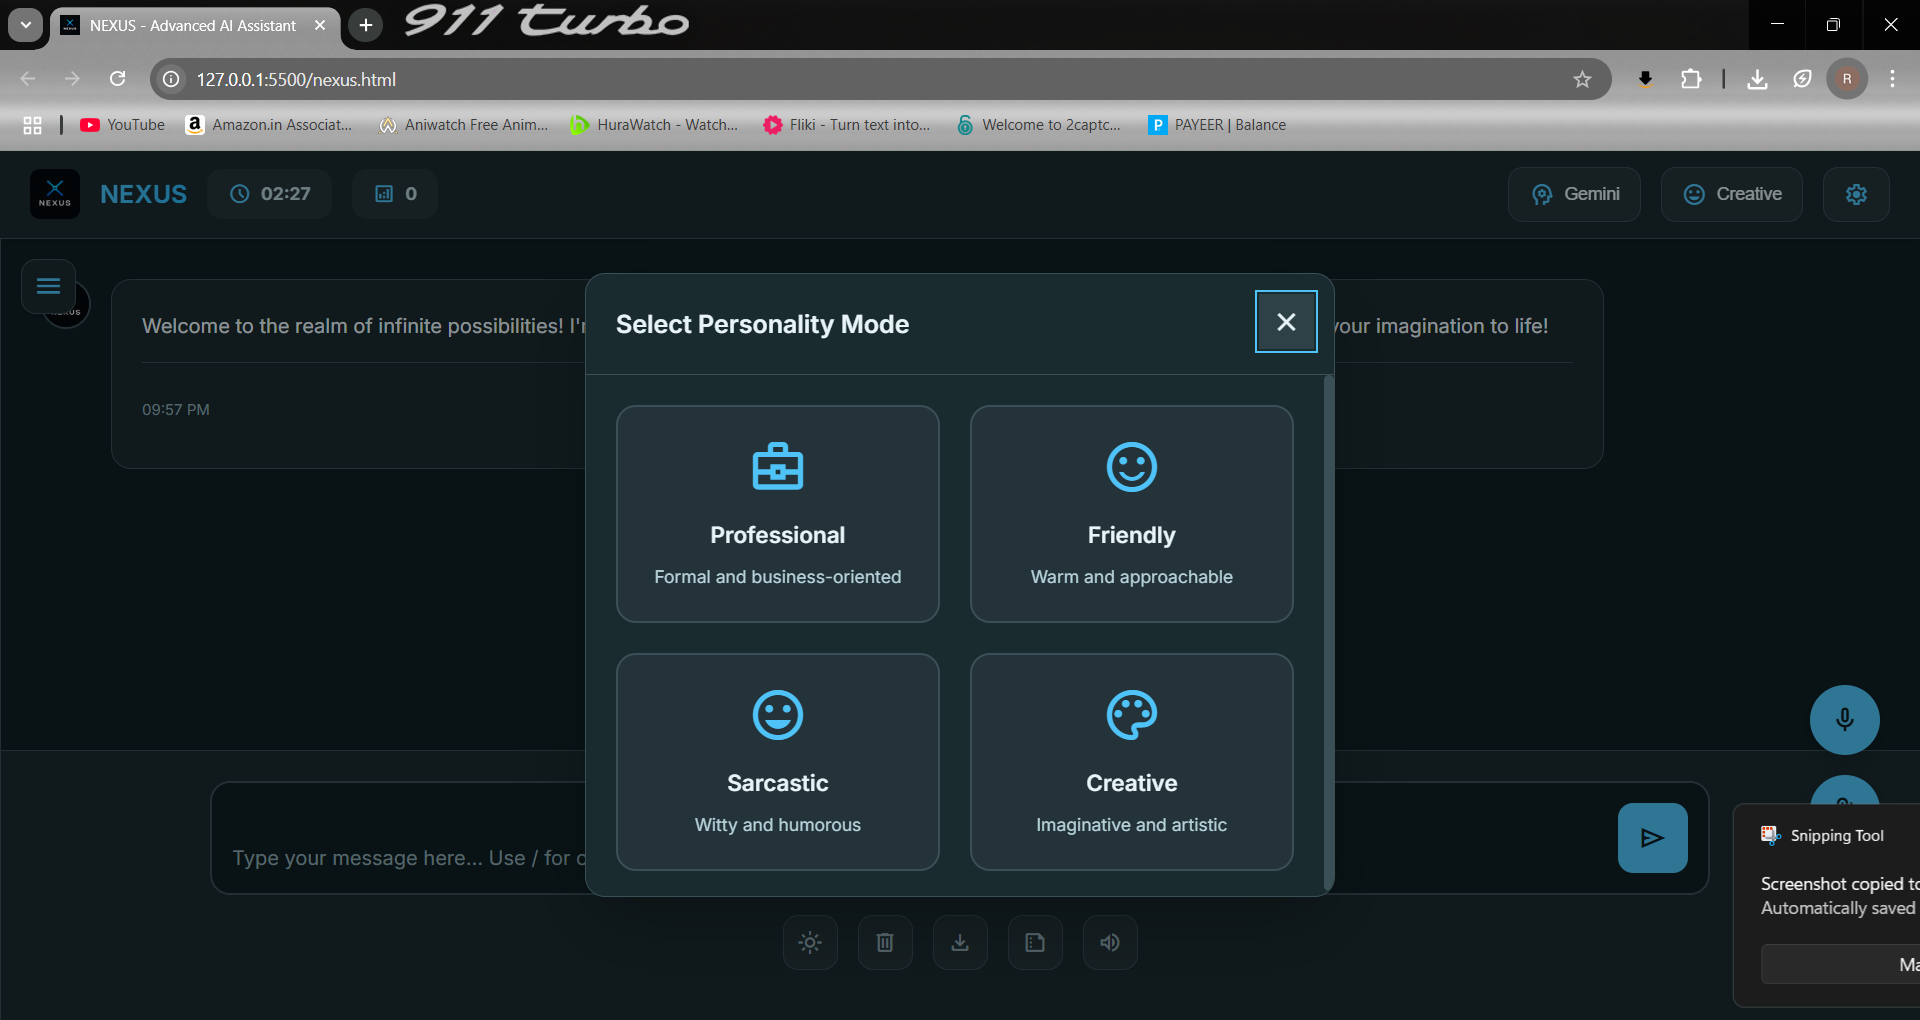 NEXUS - Advanced AI Assistant
911 turbo
127.0.0.1:5500/nexus.html
R
YouTube
Amazon.in Associat...
Aniwatch Free Anim...
HuraWatch - Watch...
Fliki - Turn text into...
Welcome to 2captc...
PAYEER | Balance
NEXUS
NEXUS
02:27
0
Gemini
Creative
Welcome to the realm of infinite possibilities! I'
your imagination to life!
09:57 PM
Select Personality Mode
Professional
Formal and business-oriented
Friendly
Warm and approachable
Sarcastic
Witty and humorous
Creative
Imaginative and artistic
Type your message here... Use / for
Snipping Tool
Screenshot copied to
Automatically saved
Ma